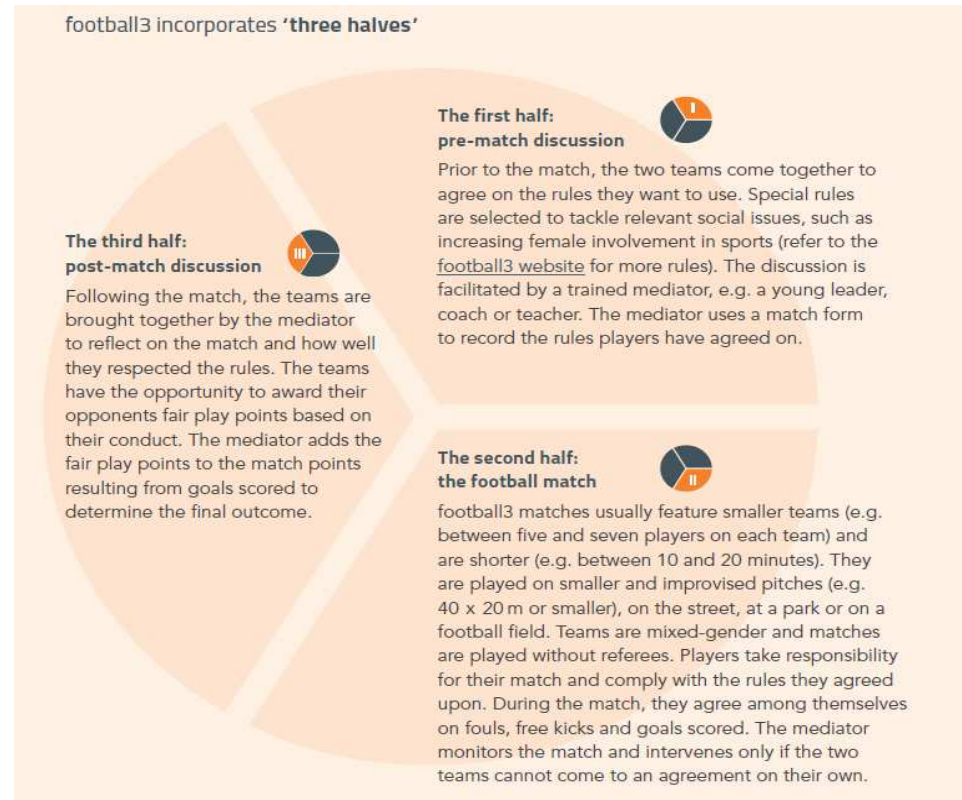 football3 incorporates ‘three halves’
The first half:
pre-match discussion
I
Prior to the match, the two teams come together to
agree on the rules they want to use. Special rules
are selected to tackle relevant social issues, such as
increasing female involvement in sports (refer to the
football3 website for more rules). The discussion is
facilitated by a trained mediator, e.g. a young leader,
coach or teacher. The mediator uses a match form
to record the rules players have agreed on.
The second half:
the football match
II
football3 matches usually feature smaller teams (e.g.
between five and seven players on each team) and
are shorter (e.g. between 10 and 20 minutes). They
are played on smaller and improvised pitches (e.g.
40 x 20 m or smaller), on the street, at a park or on a
football field. Teams are mixed-gender and matches
are played without referees. Players take responsibility
for their match and comply with the rules they agreed
upon. During the match, they agree among themselves
on fouls, free kicks and goals scored. The mediator
monitors the match and intervenes only if the two
teams cannot come to an agreement on their own.
The third half:
post-match discussion
III
Following the match, the teams are
brought together by the mediator
to reflect on the match and how well
they respected the rules. The teams
have the opportunity to award their
opponents fair play points based on
their conduct. The mediator adds the
fair play points to the match points
resulting from goals scored to
determine the final outcome.